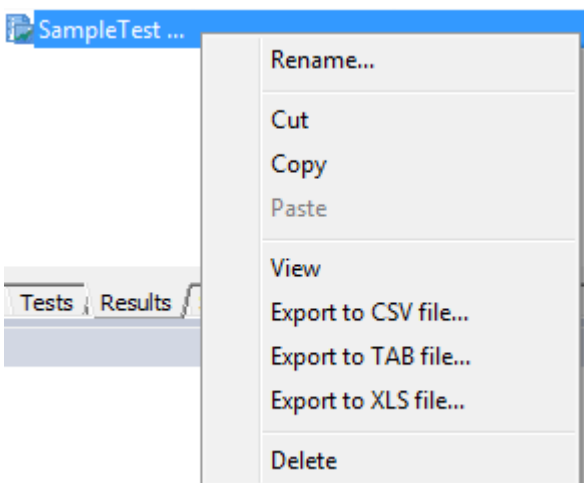 SampleTest ...
Rename...
Cut
Copy
Paste
View
Tests Results
Export to CSV file...
Export to TAB file...
Export to XLS file...
Delete